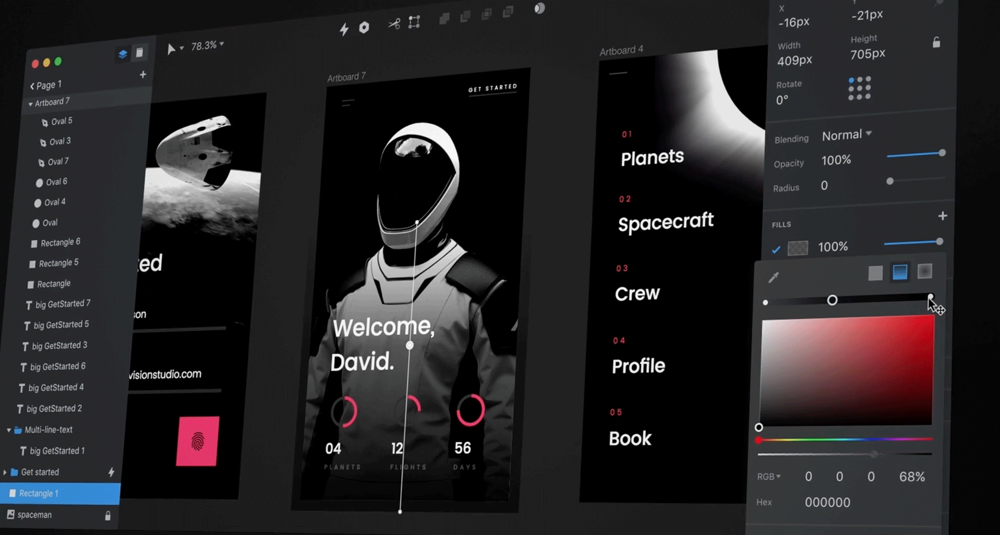 78.3%
Page 1
Artboard 7
Oval 5
Oval 3
Oval 7
Oval 6
Oval 4
Oval
Rectangle 6
Rectangle 5
Rectangle
big GetStarted 7
big GetStarted 5
big GetStarted 3
big GetStarted 6
big GetStarted 4
big GetStarted 2
Multi-line-text
big GetStarted 1
Get started
Rectangle 1
spaceman
ted
son
visionstudio.com
Artboard 7
GET STARTED
Welcome,
David.
04 12 56
PLANETS FLIGHTS DAYS
Artboard 4
01
Planets
02
Spacecraft
03
Crew
04
Profile
05
Book
X
-16px -21px
Width Height
409px 705px
Rotate
0°
Blending Normal
Opacity 100%
Radius 0
FILLS
100%
RGB 0 0 0 68%
Hex 000000